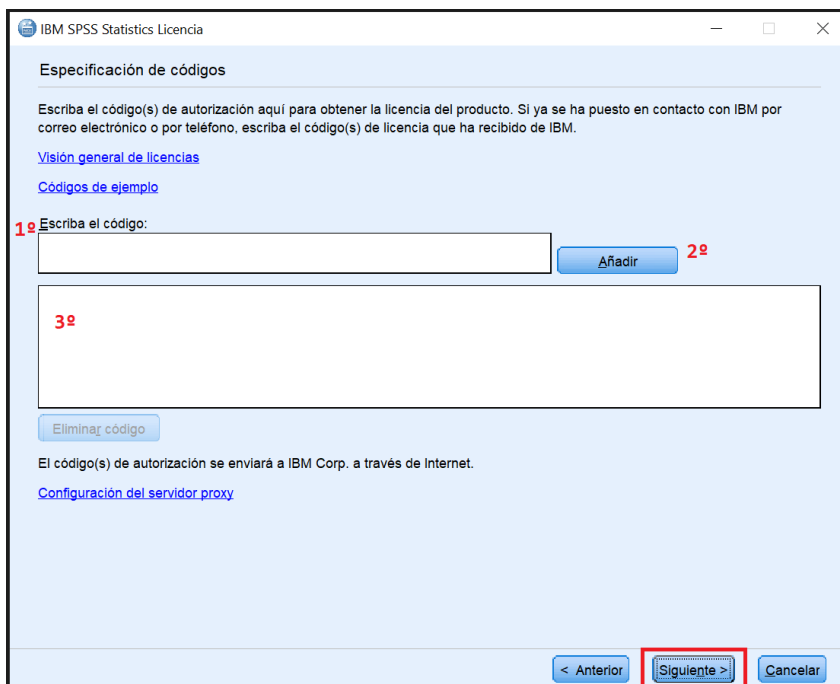 IBM SPSS Statistics Licencia
Especificación de códigos
Escriba el código(s) de autorización aquí para obtener la licencia del producto. Si ya se ha puesto en contacto con IBM por
correo electrónico o por teléfono, escriba el código(s) de licencia que ha recibido de IBM.
Visión general de licencias
Códigos de ejemplo
1º Escriba el código:
Añadir 2º
3º
Eliminar código
El código(s) de autorización se enviará a IBM Corp. a través de Internet.
Configuración del servidor proxy
< Anterior Siguiente > Cancelar